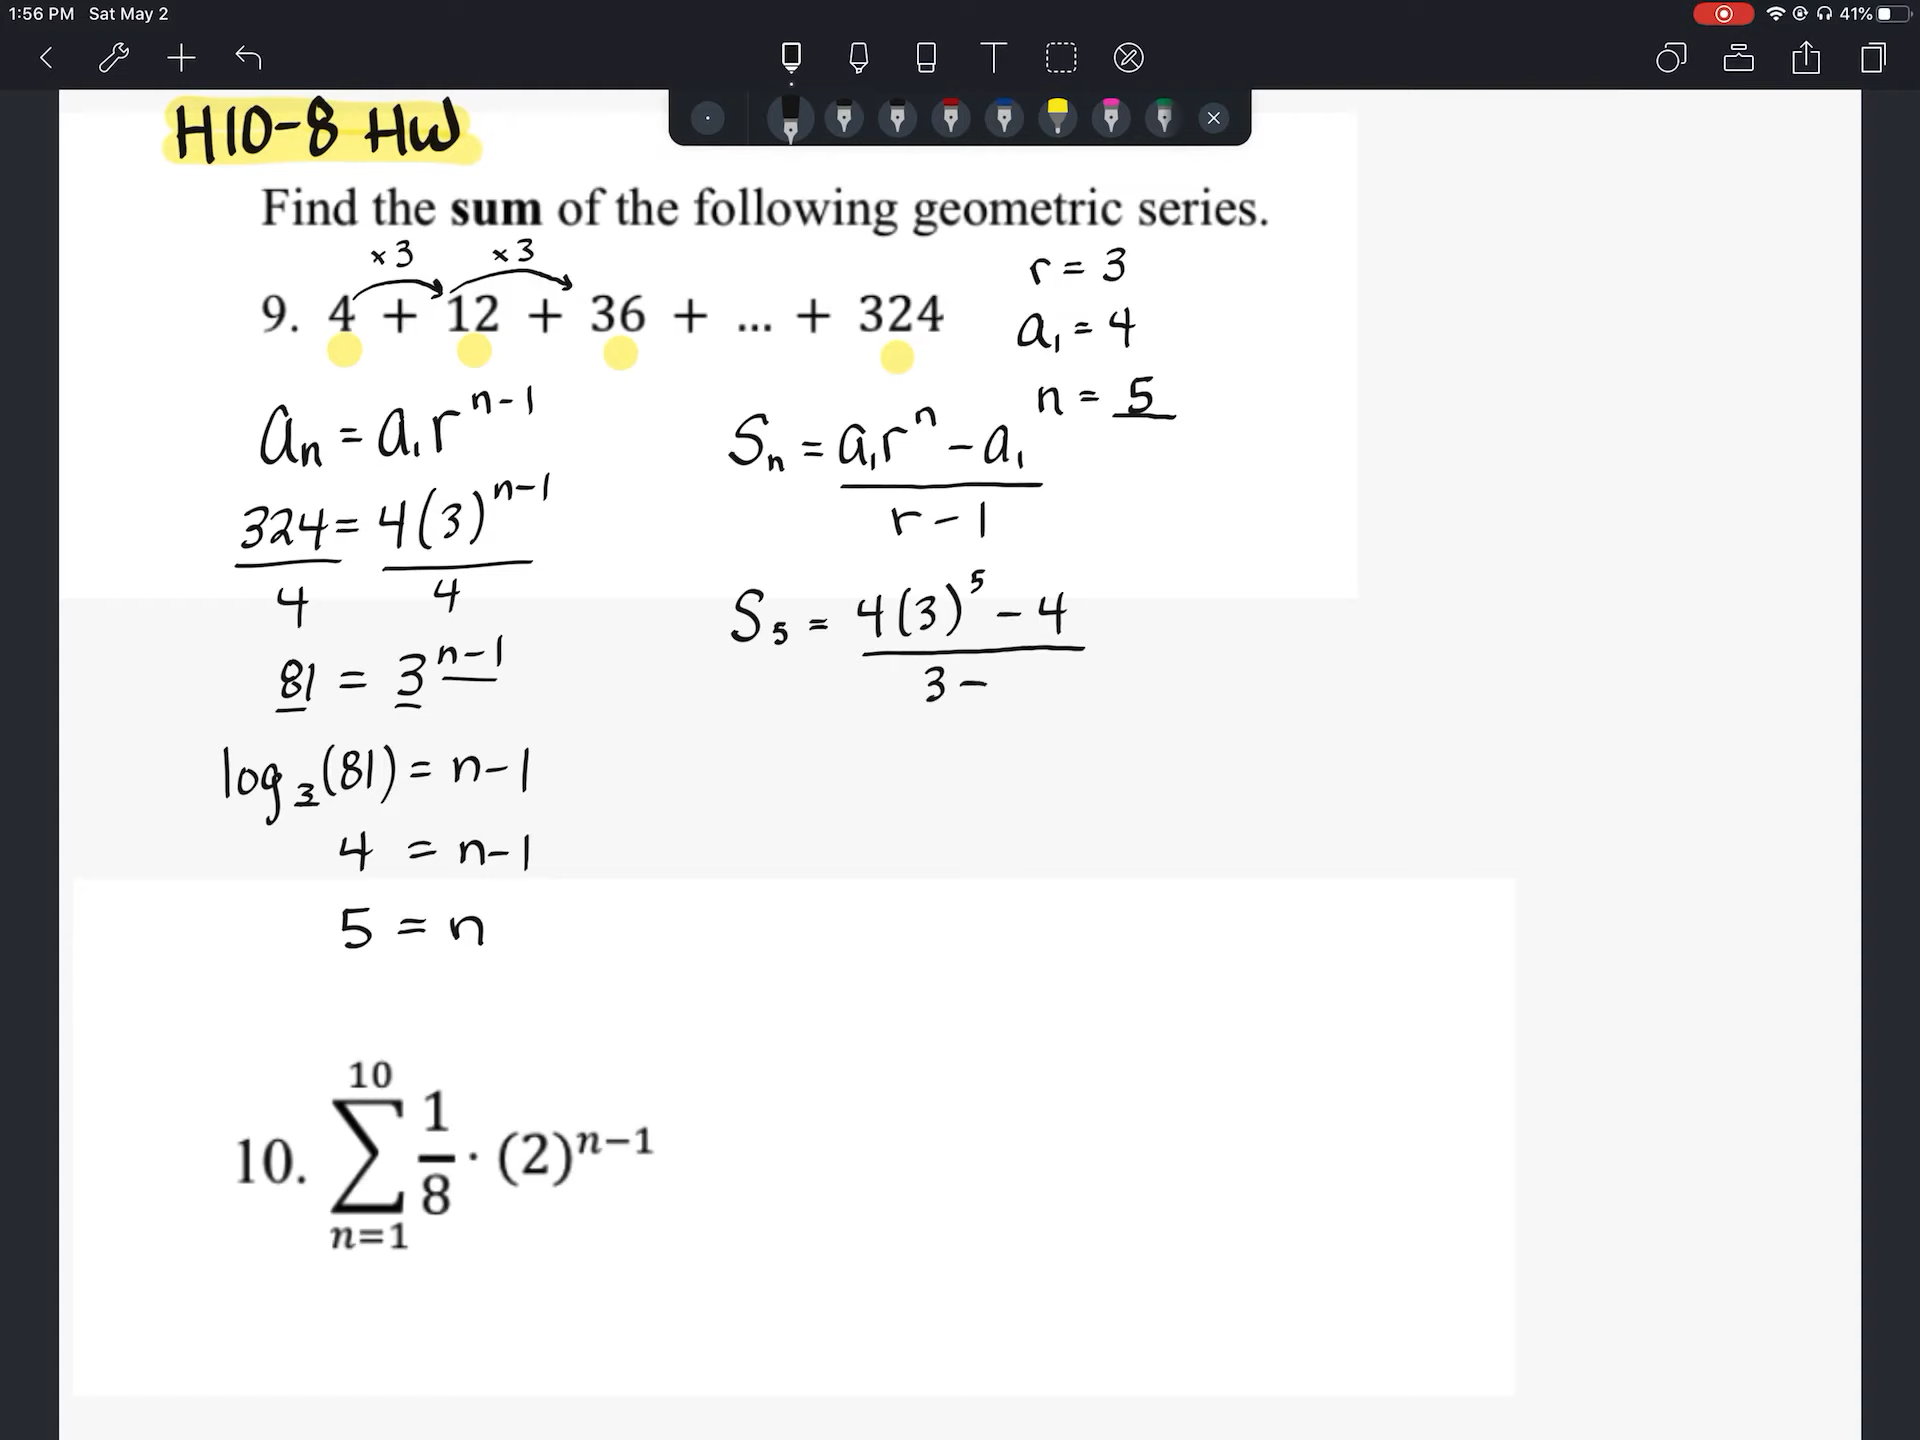 1:56 PM Sat May 2 41%
H10-8 HW
Find the sum of the following geometric series.
×3 ×3
9. 4 + 12 + 36 + ... + 324
r = 3
a₁ = 4
n = 5
aₙ = a₁rⁿ⁻¹
324 = 4(3)ⁿ⁻¹
4 4
81 = 3ⁿ⁻¹
log₃(81) = n-1
4 = n-1
5 = n
Sₙ = a₁rⁿ - a₁
r - 1
S₅ = 4(3)⁵ - 4
3 -
10
10. ∑ 1/8 · (2)ⁿ⁻¹
n=1